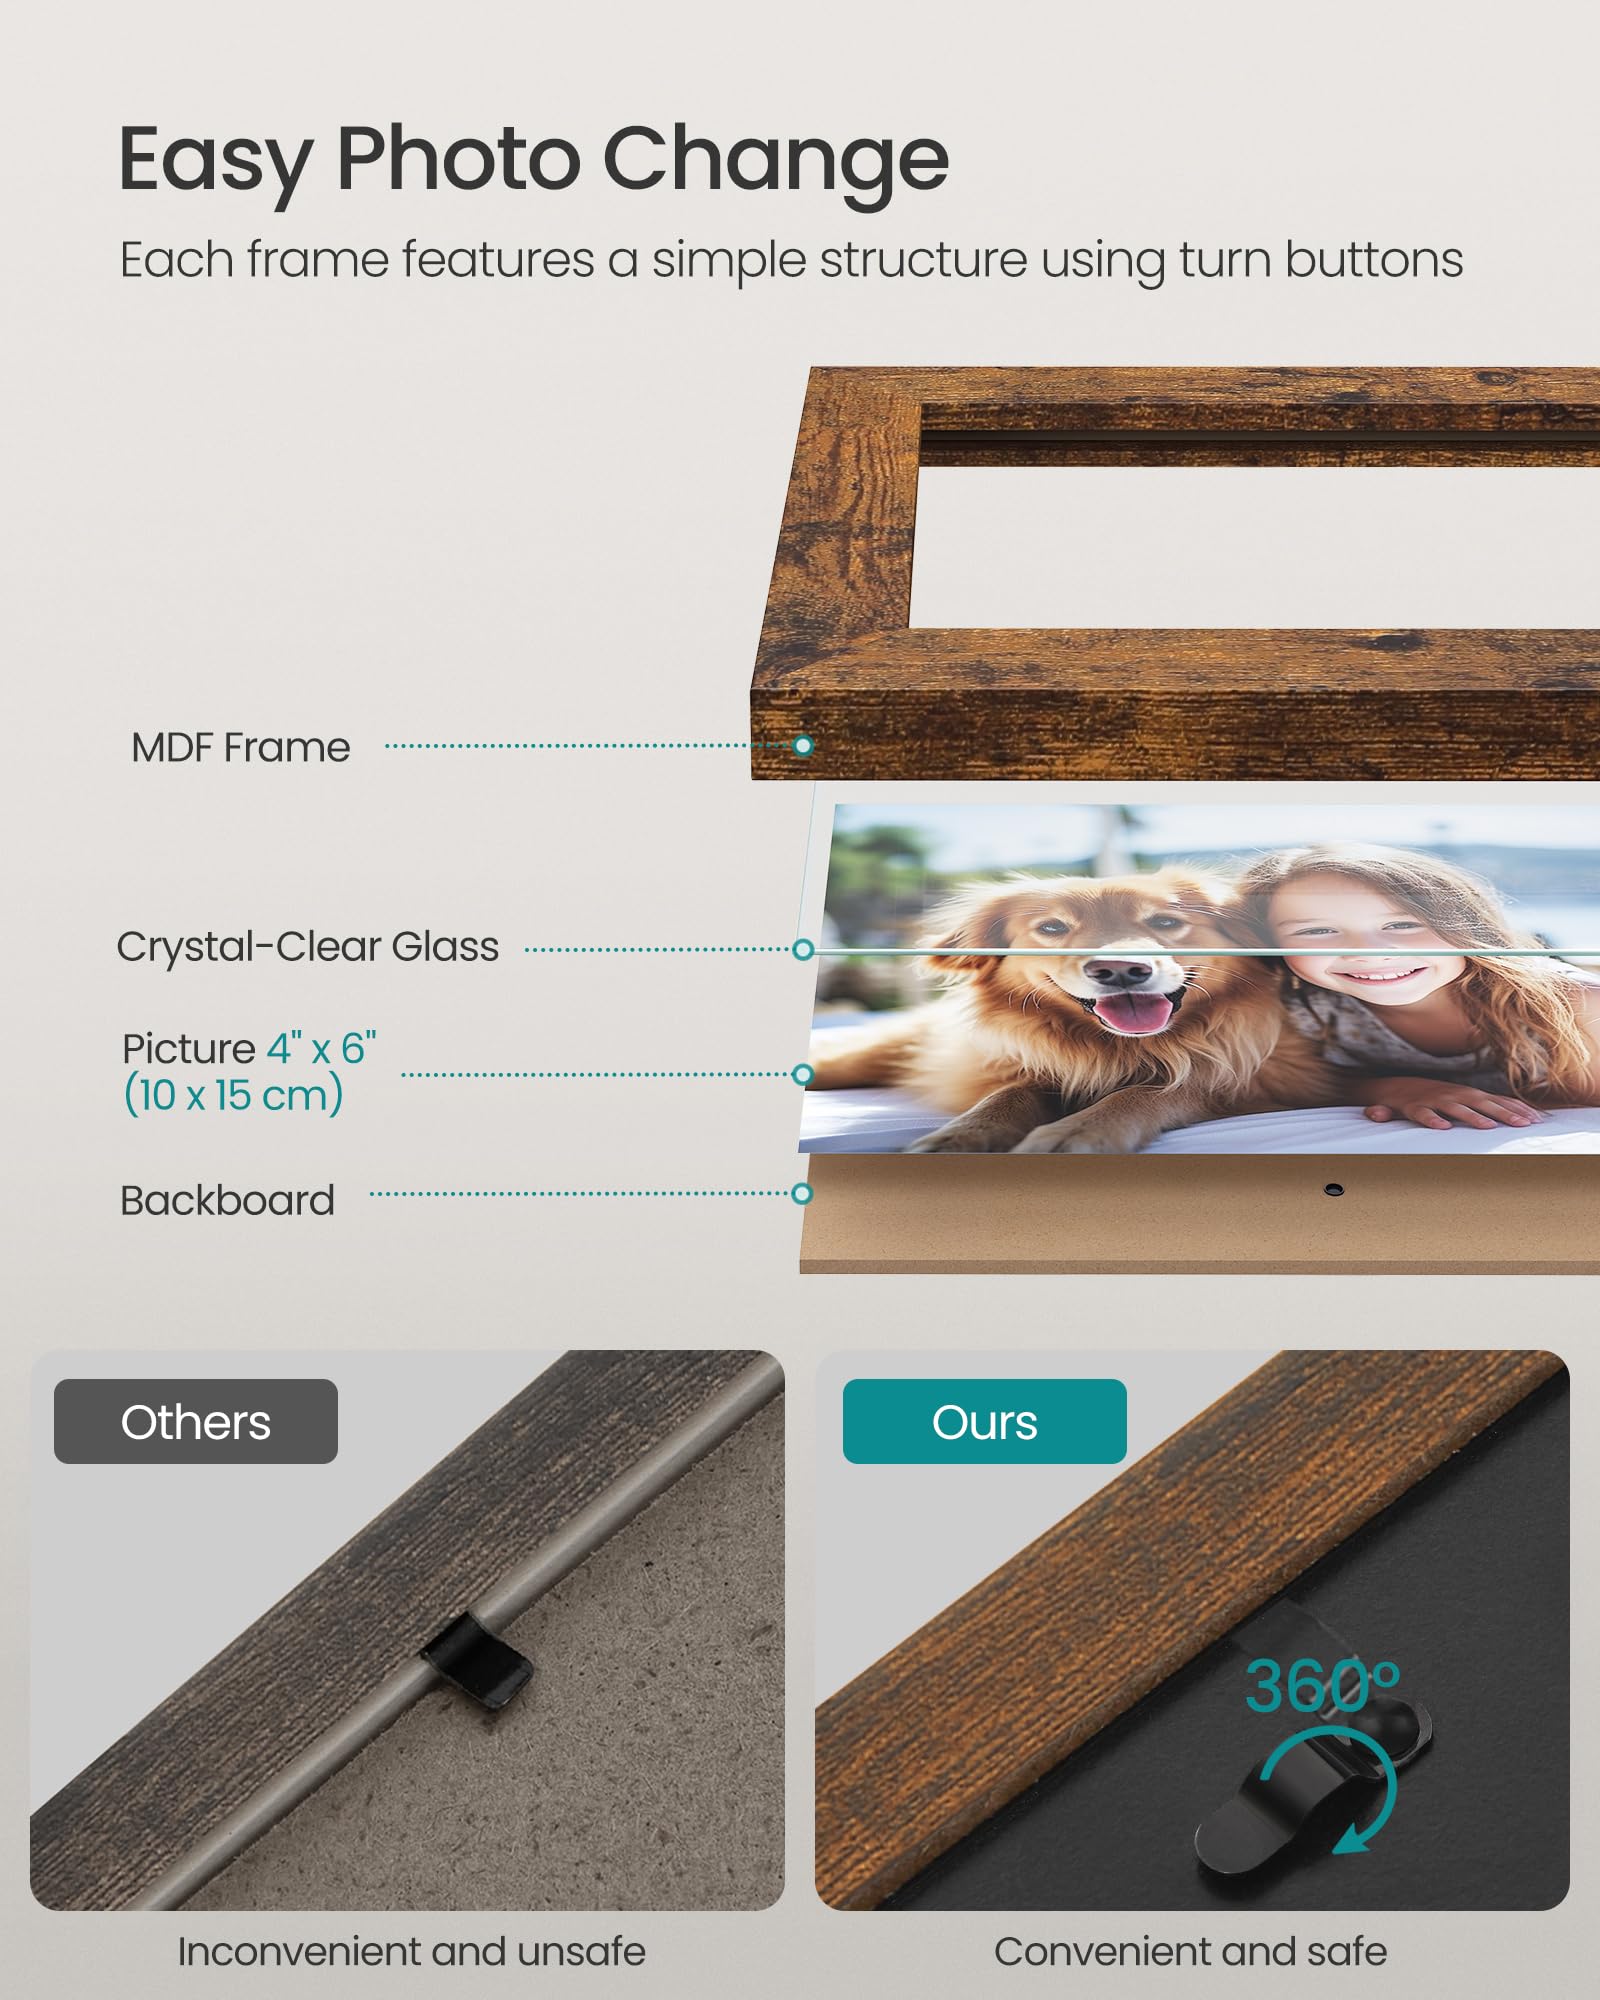 Easy Photo Change
Each frame features a simple structure using turn buttons
MDF Frame
Crystal-Clear Glass
Picture 4" x 6"
(10 x 15 cm)
Backboard
Others
Ours
360°
Inconvenient and unsafe
Convenient and safe